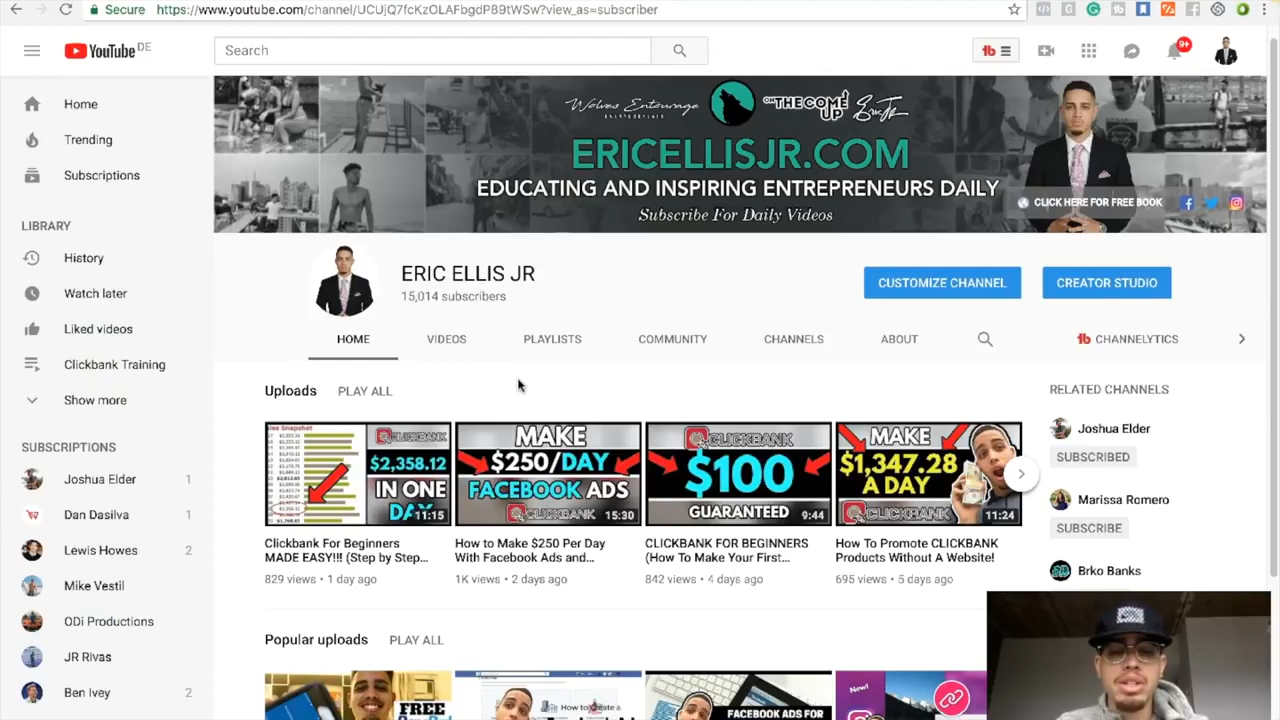 Secure https://www.youtube.com/channel/UCUjQ7fcKzOLAFbgdPB9tWSw?view_as=subscriber
YouTube DE
Search
9+
Home
Trending
Subscriptions
LIBRARY
History
Watch later
Liked videos
Clickbank Training
Show more
SUBSCRIPTIONS
Joshua Elder 1
Dan Dasilva 1
Lewis Howes 2
Mike Vestil
ODi Productions
JR Rivas
Ben Ivey 2
Wolves Entourage
ON THE COME UP
ERICELLISJR.COM
EDUCATING AND INSPIRING ENTREPRENEURS DAILY
Subscribe For Daily Videos
CLICK HERE FOR FREE BOOK
ERIC ELLIS JR
15,014 subscribers
CUSTOMIZE CHANNEL
CREATOR STUDIO
HOME VIDEOS PLAYLISTS COMMUNITY CHANNELS ABOUT CHANNELYTICS
Uploads PLAY ALL
CLICKBANK
$2,358.12
IN ONE
DAY
11:15
Clickbank For Beginners
MADE EASY!!! (Step by Step...
829 views • 1 day ago
MAKE
$250/DAY
FACEBOOK ADS
CLICKBANK
15:30
How to Make $250 Per Day
With Facebook Ads and...
1K views • 2 days ago
CLICKBANK
$100
GUARANTEED
9:44
CLICKBANK FOR BEGINNERS
(How To Make Your First...
842 views • 4 days ago
MAKE
$1,347.28
A DAY
CLICKBANK
11:24
How To Promote CLICKBANK
Products Without A Website!
695 views • 5 days ago
RELATED CHANNELS
Joshua Elder
SUBSCRIBED
Marissa Romero
SUBSCRIBE
Brko Banks
Popular uploads PLAY ALL
FREE
How to Create a
FACEBOOK ADS FOR
New!